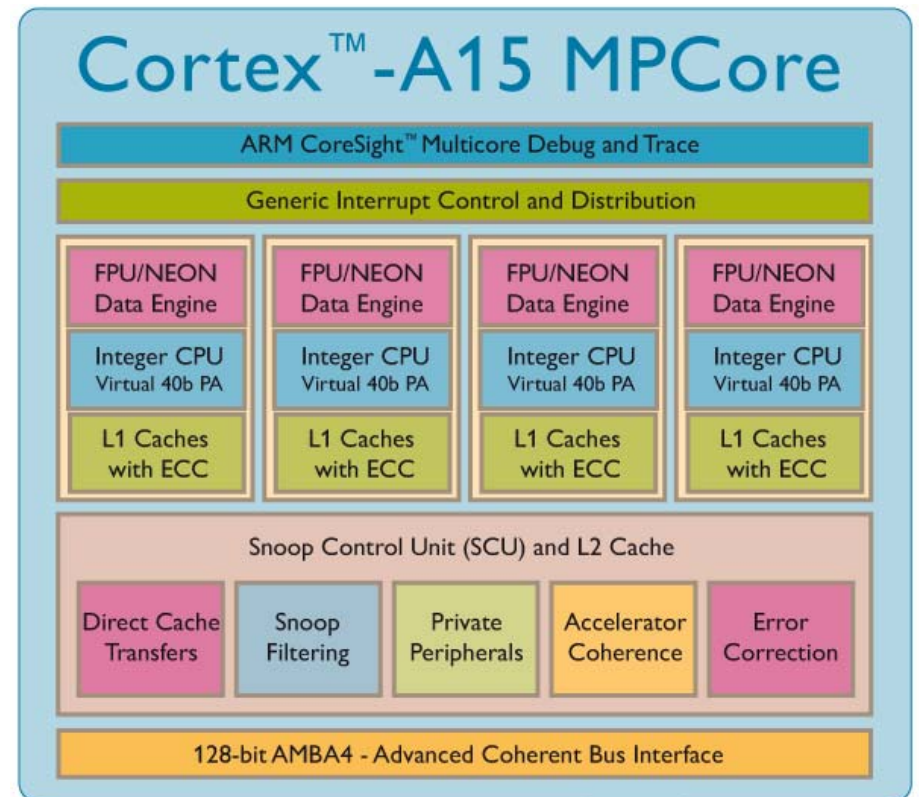 Cortex™-A15 MPCore
ARM CoreSight™ Multicore Debug and Trace
Generic Interrupt Control and Distribution
FPU/NEON
Data Engine
Integer CPU
Virtual 40b PA
L1 Caches
with ECC
FPU/NEON
Data Engine
Integer CPU
Virtual 40b PA
L1 Caches
with ECC
FPU/NEON
Data Engine
Integer CPU
Virtual 40b PA
L1 Caches
with ECC
FPU/NEON
Data Engine
Integer CPU
Virtual 40b PA
L1 Caches
with ECC
Snoop Control Unit (SCU) and L2 Cache
Direct Cache
Transfers
Snoop
Filtering
Private
Peripherals
Accelerator
Coherence
Error
Correction
128-bit AMBA4 - Advanced Coherent Bus Interface